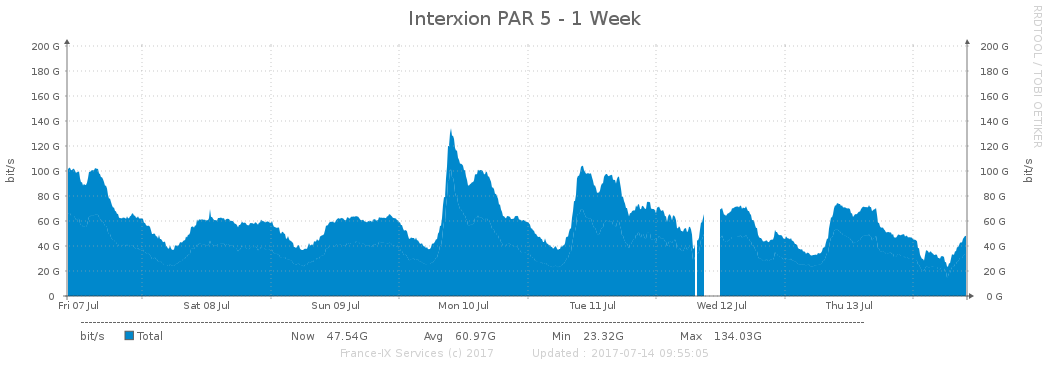 Interxion PAR 5 - 1 Week
RRDTOOL / TOBI OETIKER
bit/s
bit/s
200 G 200 G
180 G 180 G
160 G 160 G
140 G 140 G
120 G 120 G
100 G 100 G
80 G 80 G
60 G 60 G
40 G 40 G
20 G 20 G
0 0 G
Fri 07 Jul Sat 08 Jul Sun 09 Jul Mon 10 Jul Tue 11 Jul Wed 12 Jul Thu 13 Jul
bit/s Total Now 47.54G Avg 60.97G Min 23.32G Max 134.03G
France-IX Services (c) 2017 Updated : 2017-07-14 09:55:05